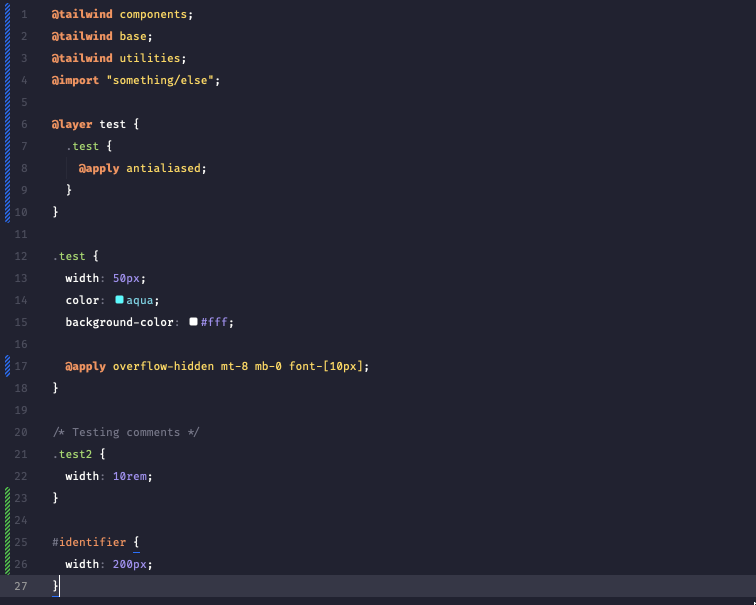 1 @tailwind components;
2 @tailwind base;
3 @tailwind utilities;
4 @import "something/else";
5
6 @layer test {
7   .test {
8     @apply antialiased;
9   }
10 }
11
12 .test {
13   width: 50px;
14   color: aqua;
15   background-color: #fff;
16
17   @apply overflow-hidden mt-8 mb-0 font-[10px];
18 }
19
20 /* Testing comments */
21 .test2 {
22   width: 10rem;
23 }
24
25 #identifier {
26   width: 200px;
27 }